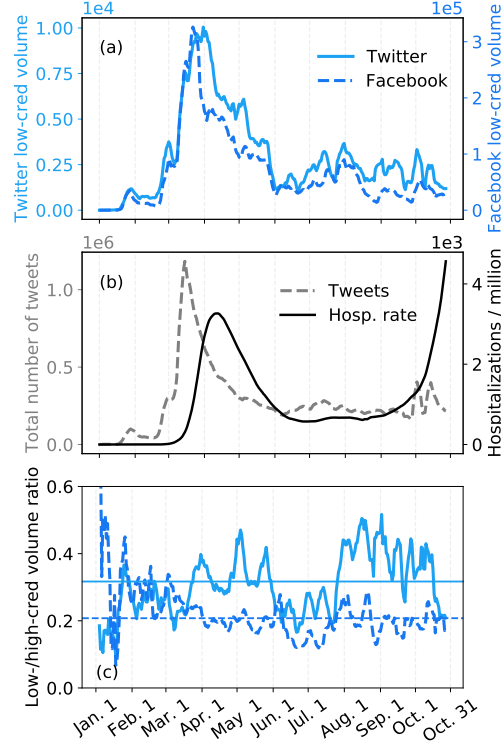 1e4
1e5
Twitter low-cred volume
1.00
0.75
0.50
0.25
0.00
(a)
Twitter
Facebook
3
2
1
0
Facebook low-cred volume
1e6
1e3
Total number of tweets
1.0
0.5
0.0
(b)
Tweets
Hosp. rate
4
2
0
Hospitalizations / million
Low-/high-cred volume ratio
0.6
0.4
0.2
0.0
(c)
Jan. 1
Feb. 1
Mar. 1
Apr. 1
May. 1
Jun. 1
Jul. 1
Aug. 1
Sep. 1
Oct. 1
Oct. 31